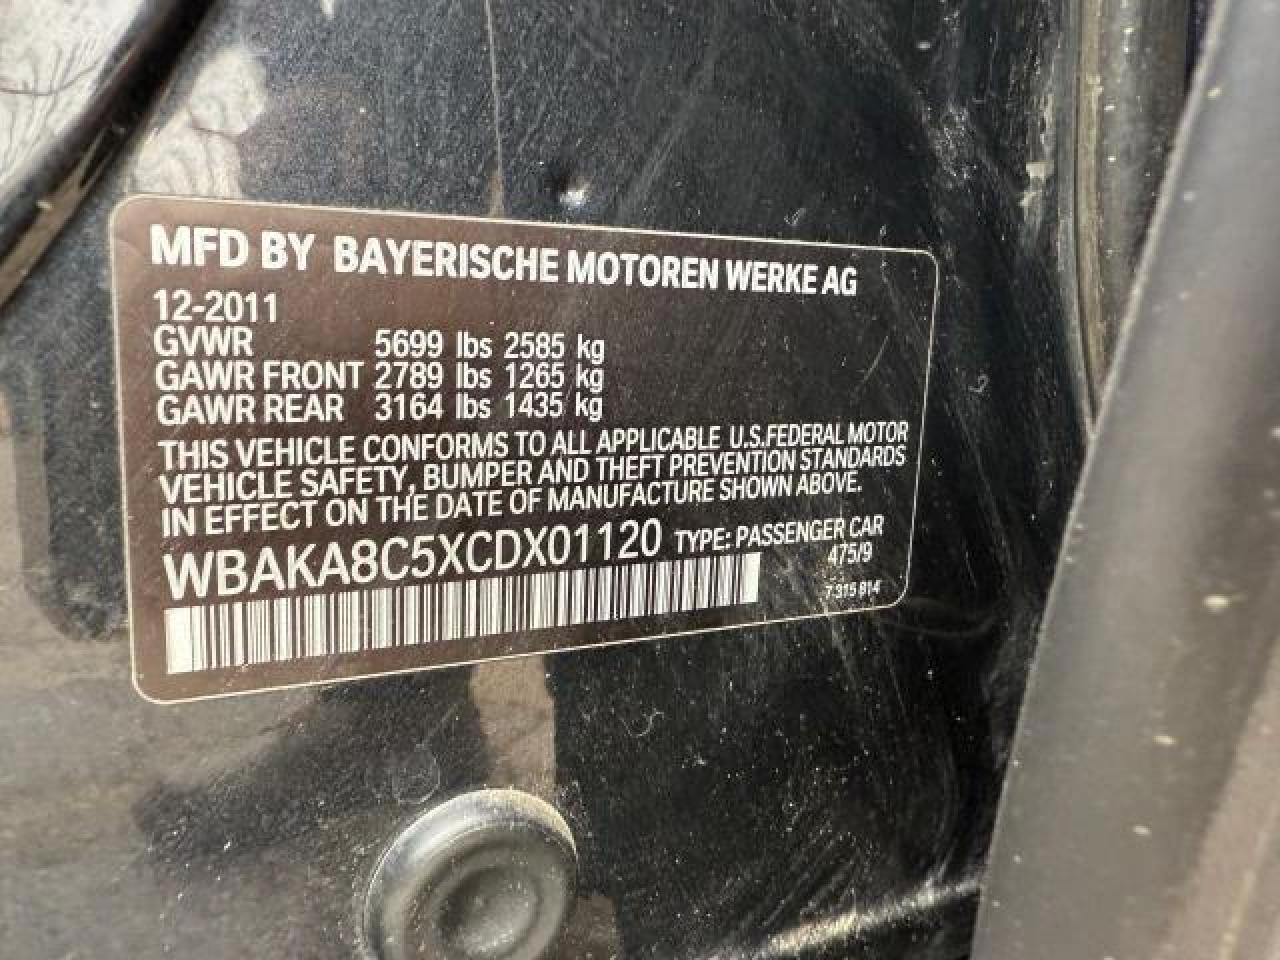 MFD BY BAYERISCHE MOTOREN WERKE AG
12-2011
GVWR 5699 lbs 2585 kg
GAWR FRONT 2789 lbs 1265 kg
GAWR REAR 3164 lbs 1435 kg
THIS VEHICLE CONFORMS TO ALL APPLICABLE U.S.FEDERAL MOTOR
VEHICLE SAFETY, BUMPER AND THEFT PREVENTION STANDARDS
IN EFFECT ON THE DATE OF MANUFACTURE SHOWN ABOVE.
WBAKA8C5XCDX01120 TYPE: PASSENGER CAR
475/9
7 315 814